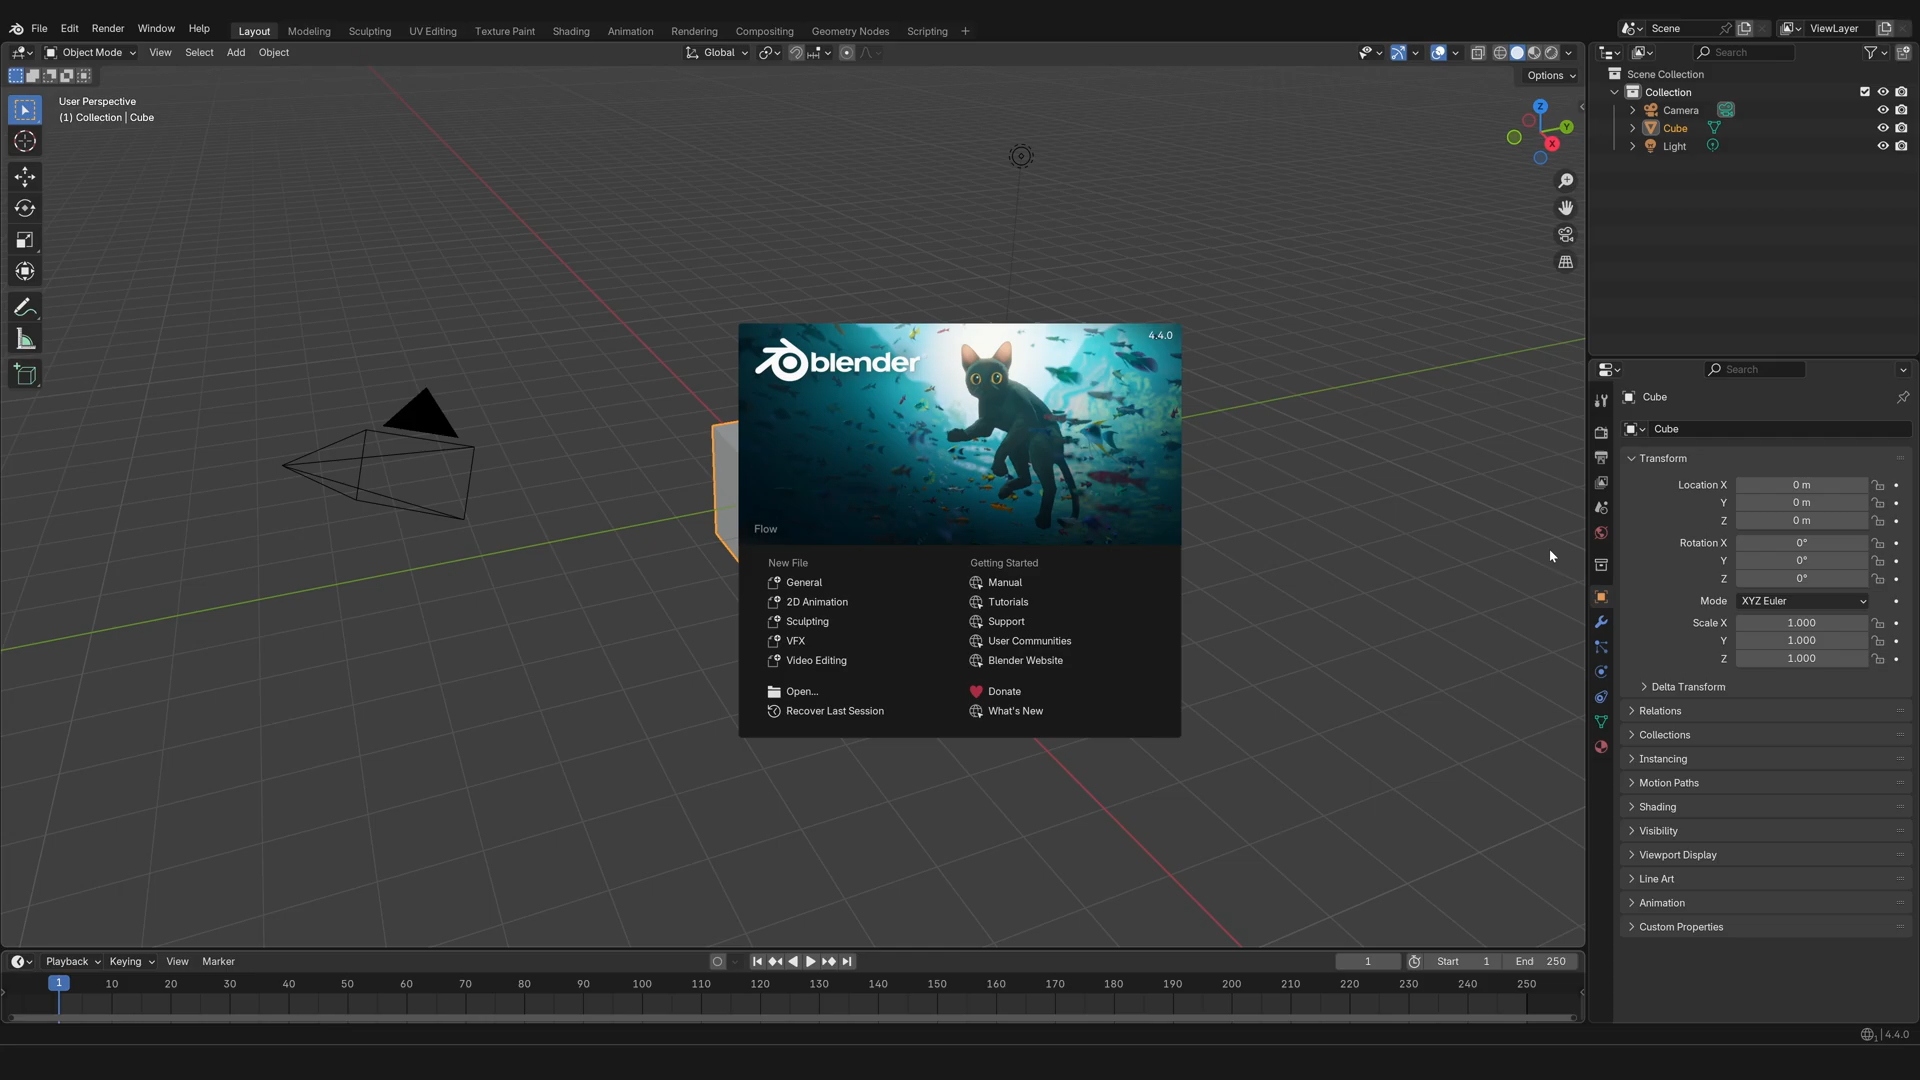 File Edit Render Window Help Layout Modeling Sculpting UV Editing Texture Paint Shading Animation Rendering Compositing Geometry Nodes Scripting + Scene ViewLayer
Object Mode View Select Add Object Global Search
Options
User Perspective
(1) Collection | Cube
Z
Y
X
Scene Collection
Collection
Camera
Cube
Light
Search
Cube
Cube
Transform
Location X 0 m
Y 0 m
Z 0 m
Rotation X 0°
Y 0°
Z 0°
Mode XYZ Euler
Scale X 1.000
Y 1.000
Z 1.000
Delta Transform
Relations
Collections
Instancing
Motion Paths
Shading
Visibility
Viewport Display
Line Art
Animation
Custom Properties
4.4.0
blender
Flow
New File
General
2D Animation
Sculpting
VFX
Video Editing
Open...
Recover Last Session
Getting Started
Manual
Tutorials
Support
User Communities
Blender Website
Donate
What's New
Playback Keying View Marker 1 Start 1 End 250
1 10 20 30 40 50 60 70 80 90 100 110 120 130 140 150 160 170 180 190 200 210 220 230 240 250
4.4.0